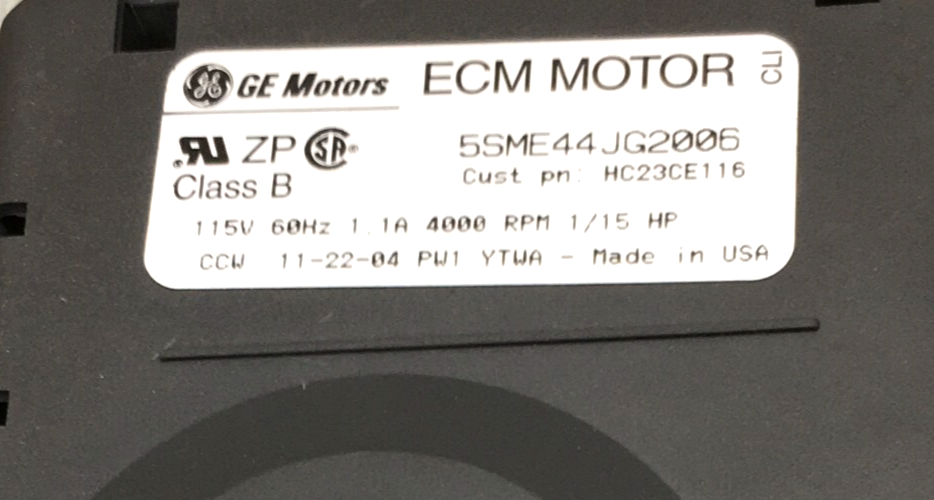 GE Motors ECM MOTOR CLI
ZP 5SME44JG2006
Class B Cust pn: HC23CE116
115V 60Hz 1.1A 4000 RPM 1/15 HP
CCW 11-22-04 PW1 YTWA - Made in USA